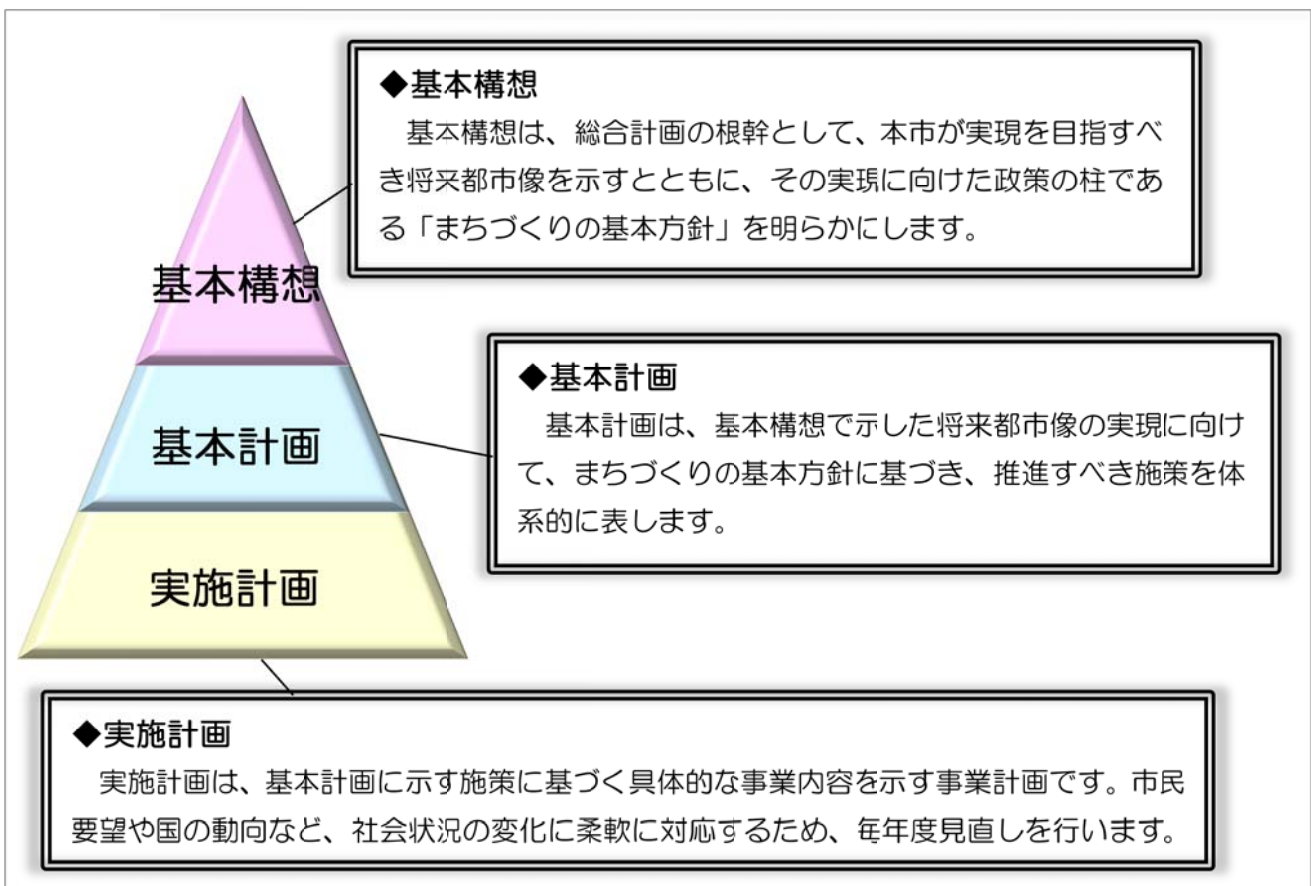 ◆基本構想
基本構想は、総合計画の根幹として、本市が実現を目指すべ
き将来都市像を示すとともに、その実現に向けた政策の柱であ
る「まちづくりの基本方針」を明らかにします。
基本構想
◆基本計画
基本計画は、基本構想で示した将来都市像の実現に向け
て、まちづくりの基本方針に基づき、推進すべき施策を体
系的に表します。
基本計画
実施計画
◆実施計画
実施計画は、基本計画に示す施策に基づく具体的な事業内容を示す事業計画です。市民
要望や国の動向など、社会状況の変化に柔軟に対応するため、毎年度見直しを行います。